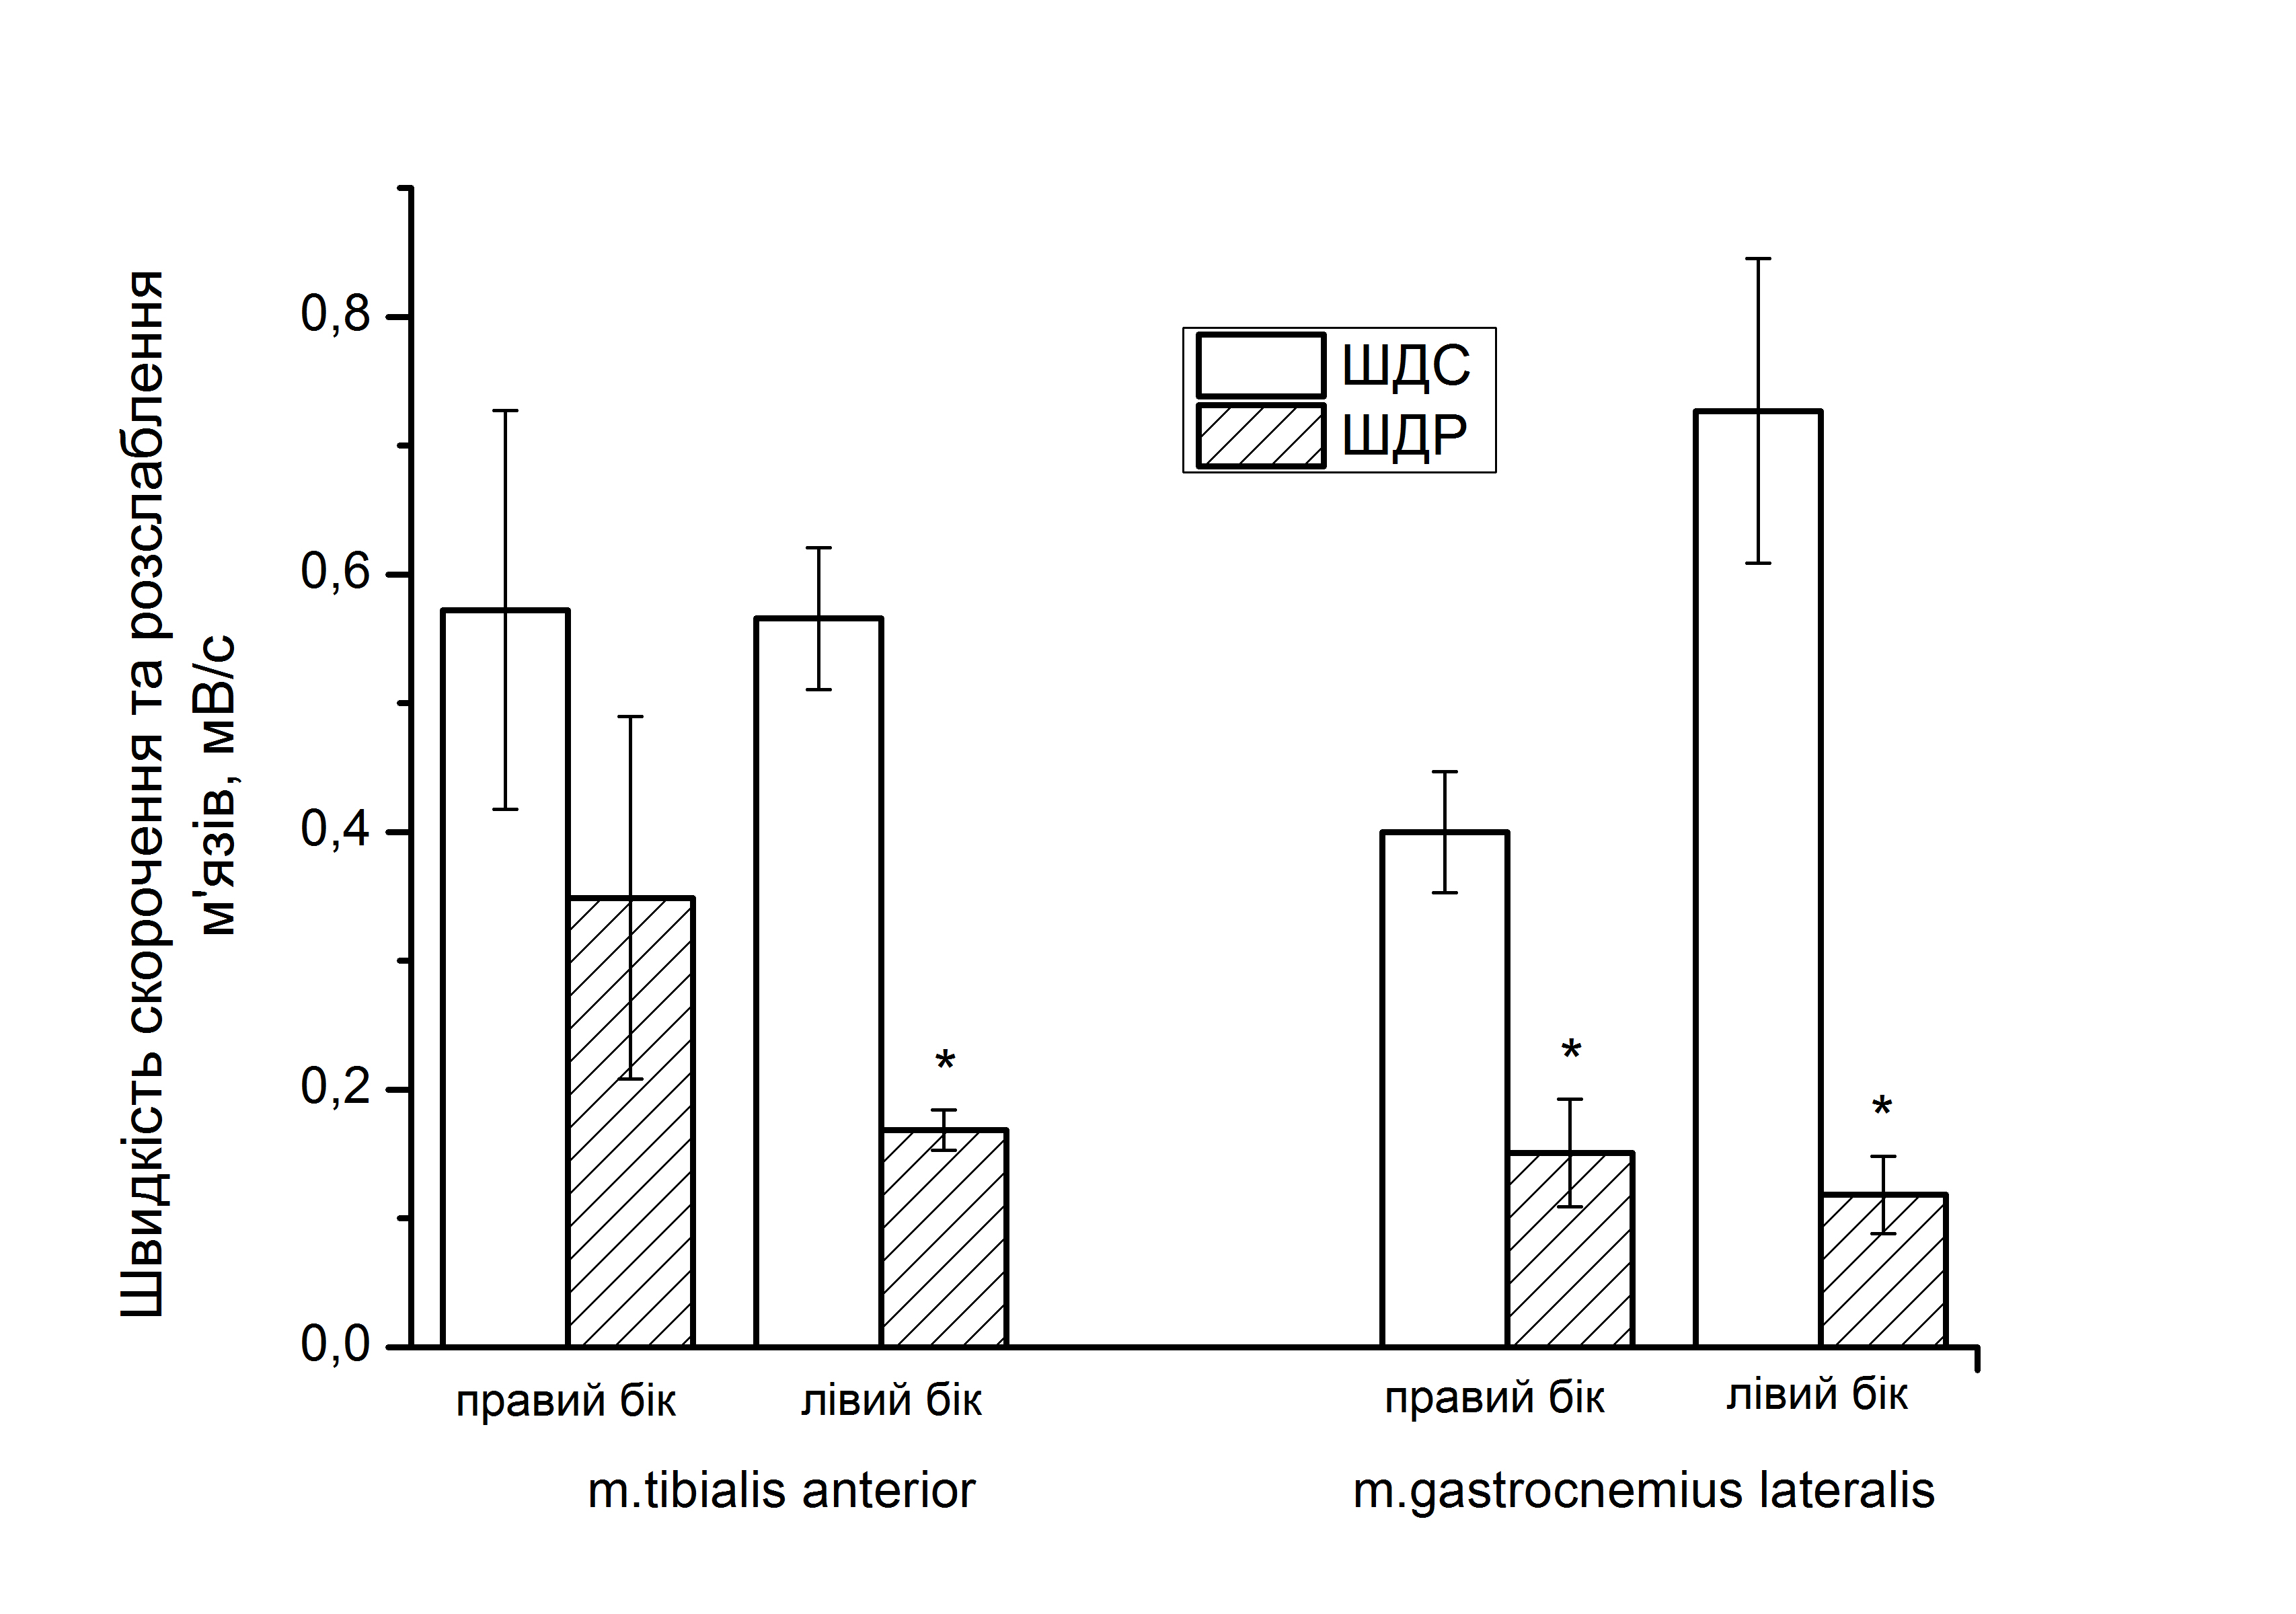 Швидкість скорочення та розслаблення
м'язів, мВ/с
0,8
0,6
0,4
0,2
0,0
ШДС
ШДР
*
*
*
правий бік
лівий бік
правий бік
лівий бік
m.tibialis anterior
m.gastrocnemius lateralis